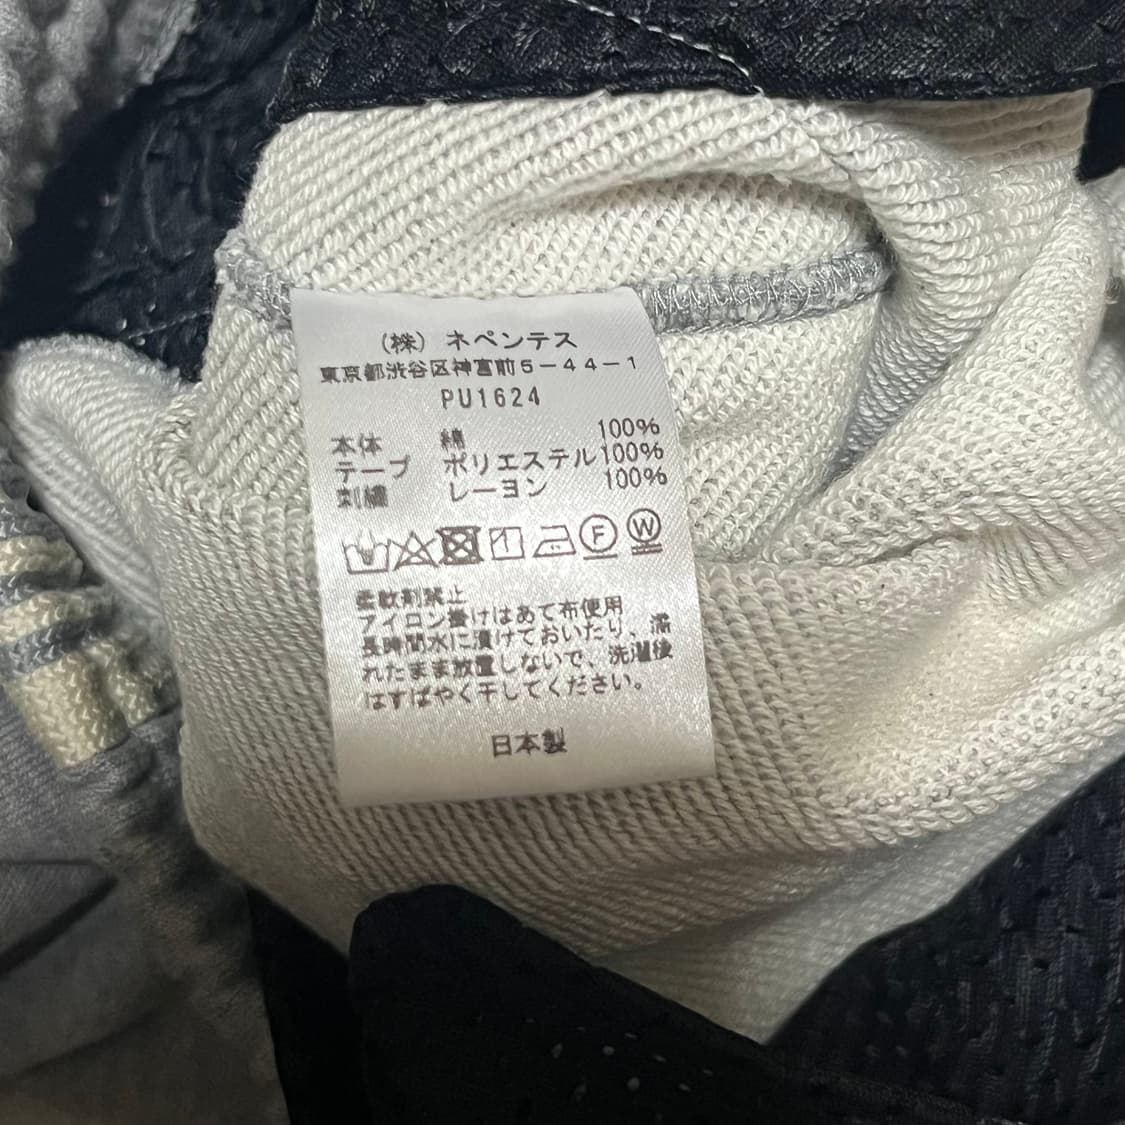 (株) ネペンテス
東京都渋谷区神宮前5-44-1
PU1624
本体 綿 100%
テープ ポリエステル100%
刺繍 レーヨン 100%
F W
柔軟剤禁止
アイロン掛けはあて布使用
長時間水に漬けておいたり、濡
れたまま放置しないで、洗濯後
はすばやく干してください。
日本製